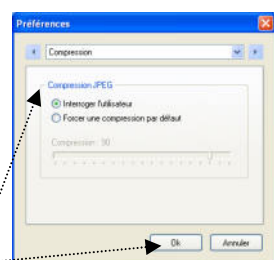 Préférences
Compression
Compression JPEG
Interroger l'utilisateur
Forcer une compression par défaut
Compression : 90
Ok Annuler